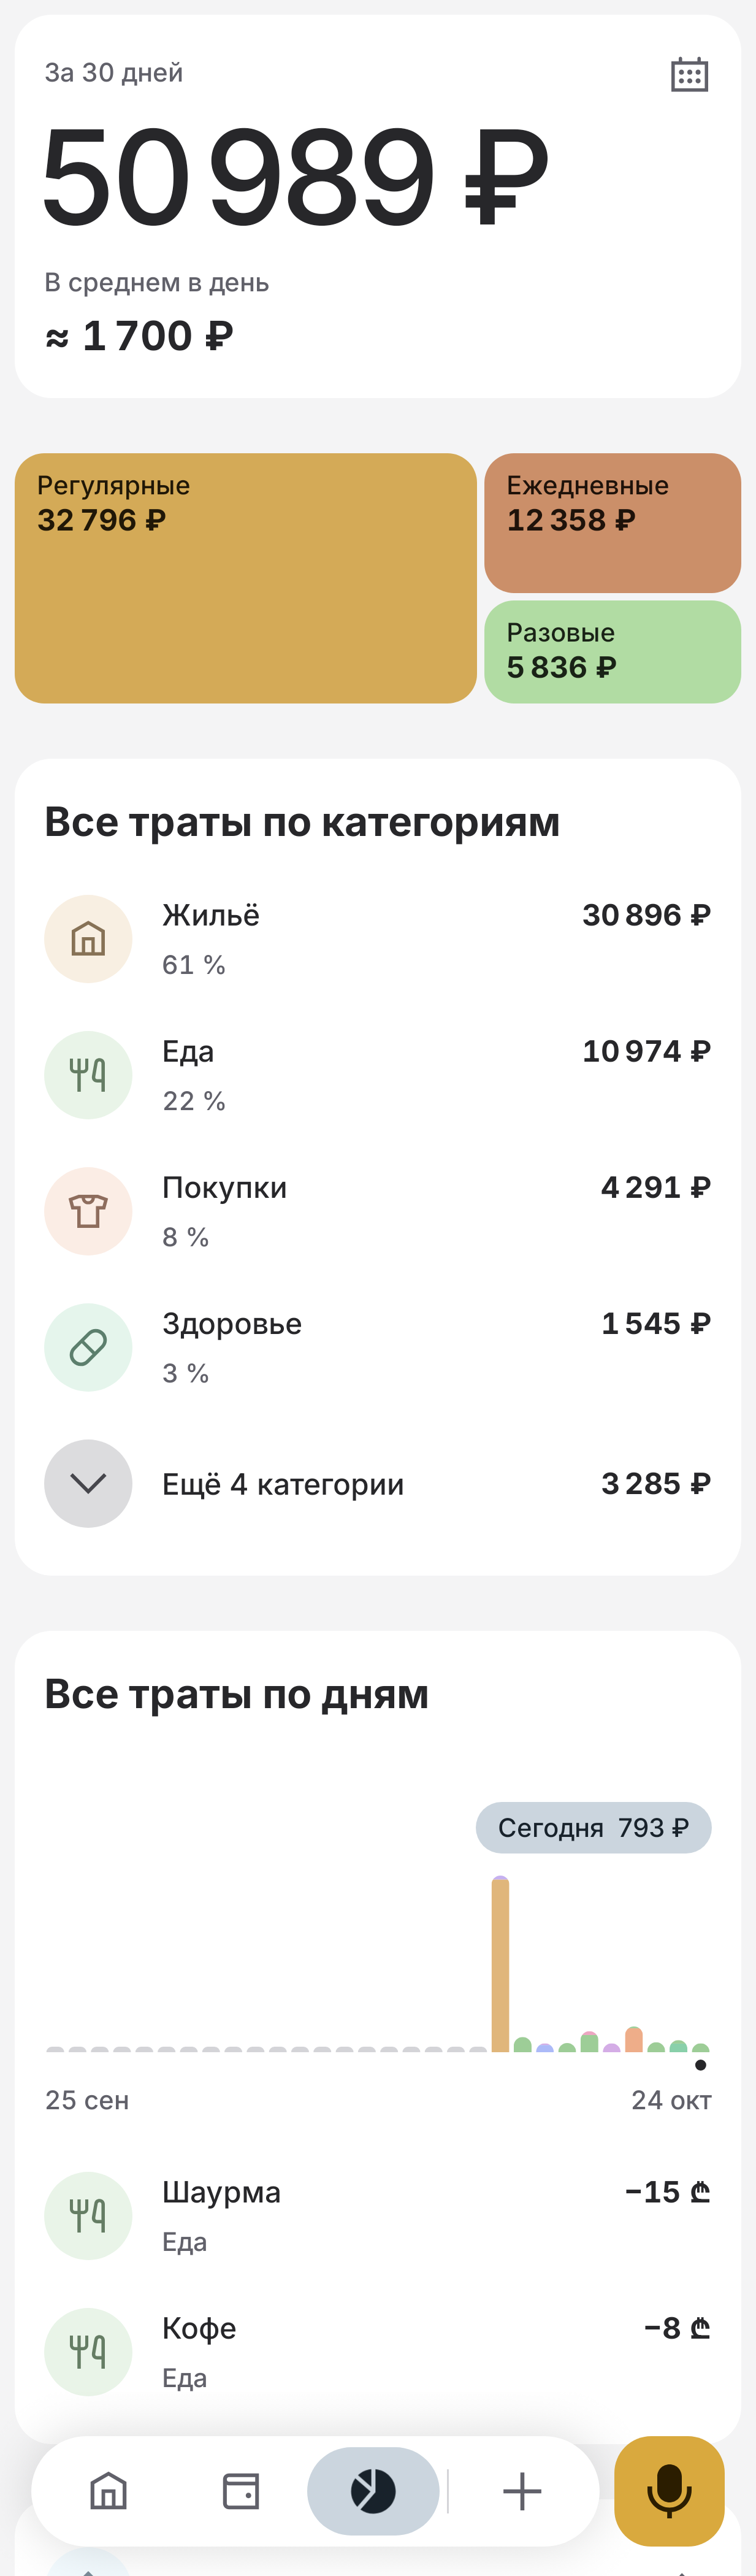 За 30 дней
50 989 ₽
В среднем в день
≈ 1 700 ₽
Регулярные
32 796 ₽
Ежедневные
12 358 ₽
Разовые
5 836 ₽
Все траты по категориям
Жильё 30 896 ₽
61 %
Еда 10 974 ₽
22 %
Покупки 4 291 ₽
8 %
Здоровье 1 545 ₽
3 %
Ещё 4 категории 3 285 ₽
Все траты по дням
Сегодня 793 ₽
25 сен 24 окт
Шаурма −15 ₾
Еда
Кофе −8 ₾
Еда